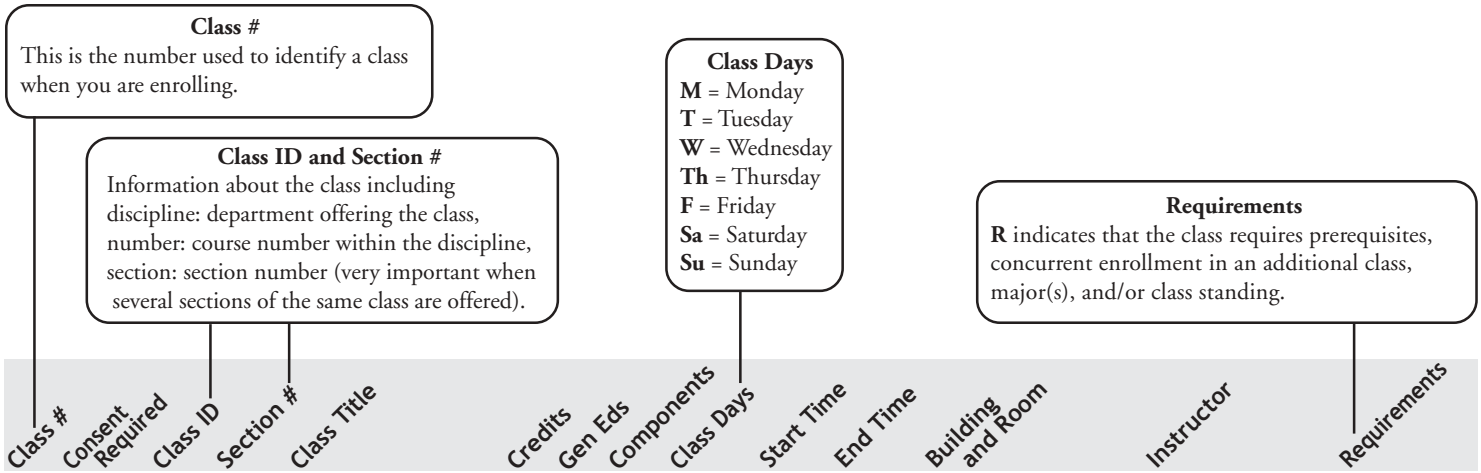 Class #
This is the number used to identify a class
when you are enrolling.
Class ID and Section #
Information about the class including
discipline: department offering the class,
number: course number within the discipline,
section: section number (very important when
several sections of the same class are offered).
Class Days
M = Monday
T = Tuesday
W = Wednesday
Th = Thursday
F = Friday
Sa = Saturday
Su = Sunday
Requirements
R indicates that the class requires prerequisites,
concurrent enrollment in an additional class,
major(s), and/or class standing.
Class #
Consent
Required
Class ID
Section #
Class Title
Credits
Gen Eds
Components
Class Days
Start Time
End Time
Building
and Room
Instructor
Requirements